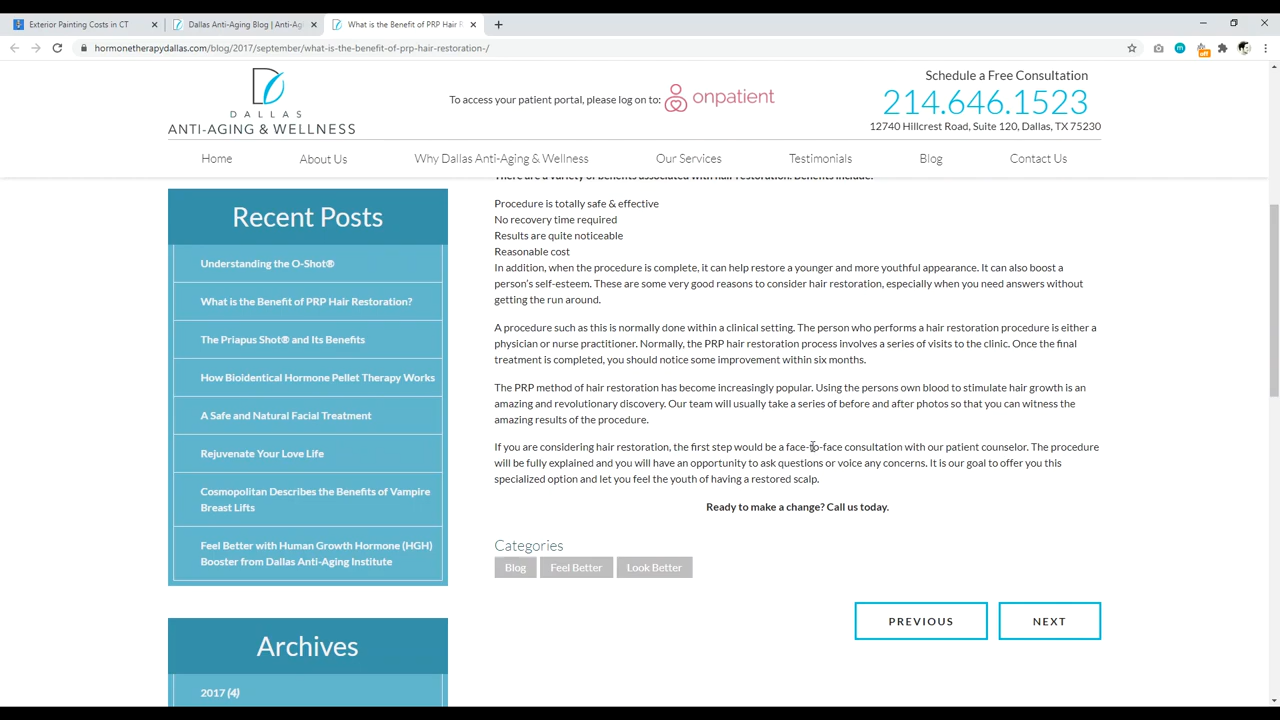 Exterior Painting Costs in CT
Dallas Anti-Aging Blog | Anti-Ag
What is the Benefit of PRP Hair R
hormonetherapydallas.com/blog/2017/september/what-is-the-benefit-of-prp-hair-restoration-/
off
DALLAS
ANTI-AGING & WELLNESS
To access your patient portal, please log on to:
onpatient
Schedule a Free Consultation
214.646.1523
12740 Hillcrest Road, Suite 120, Dallas, TX 75230
Home
About Us
Why Dallas Anti-Aging & Wellness
Our Services
Testimonials
Blog
Contact Us
Recent Posts
Understanding the O-Shot®
What is the Benefit of PRP Hair Restoration?
The Priapus Shot® and Its Benefits
How Bioidentical Hormone Pellet Therapy Works
A Safe and Natural Facial Treatment
Rejuvenate Your Love Life
Cosmopolitan Describes the Benefits of Vampire
Breast Lifts
Feel Better with Human Growth Hormone (HGH)
Booster from Dallas Anti-Aging Institute
Archives
2017 (4)
There are a variety of benefits associated with hair restoration. Benefits include:
Procedure is totally safe & effective
No recovery time required
Results are quite noticeable
Reasonable cost
In addition, when the procedure is complete, it can help restore a younger and more youthful appearance. It can also boost a
person's self-esteem. These are some very good reasons to consider hair restoration, especially when you need answers without
getting the run around.
A procedure such as this is normally done within a clinical setting. The person who performs a hair restoration procedure is either a
physician or nurse practitioner. Normally, the PRP hair restoration process involves a series of visits to the clinic. Once the final
treatment is completed, you should notice some improvement within six months.
The PRP method of hair restoration has become increasingly popular. Using the persons own blood to stimulate hair growth is an
amazing and revolutionary discovery. Our team will usually take a series of before and after photos so that you can witness the
amazing results of the procedure.
If you are considering hair restoration, the first step would be a face-to-face consultation with our patient counselor. The procedure
will be fully explained and you will have an opportunity to ask questions or voice any concerns. It is our goal to offer you this
specialized option and let you feel the youth of having a restored scalp.
Ready to make a change? Call us today.
Categories
Blog
Feel Better
Look Better
PREVIOUS
NEXT